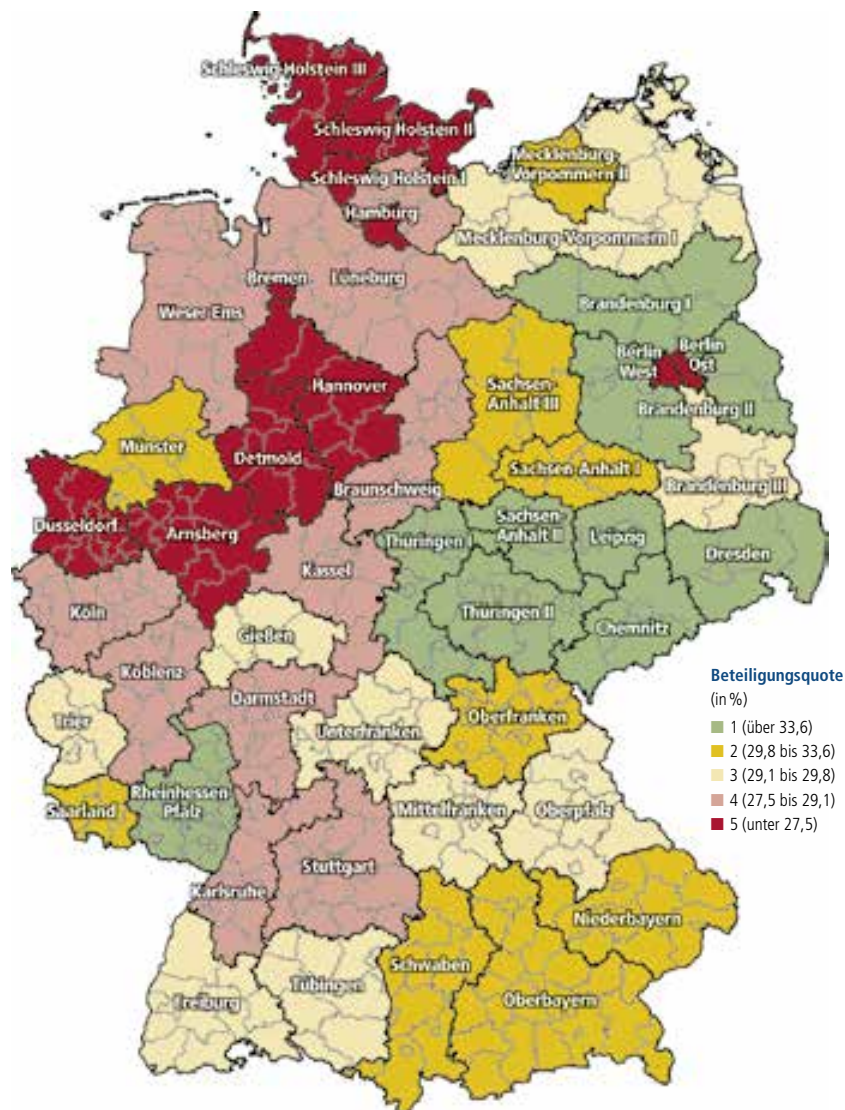 Schleswig-Holstein III
Schleswig Holstein II
Mecklenburg-
Vorpommern II
Schleswig Holstein I
Hamburg
Mecklenburg-Vorpommern I
Bremen
Lüneburg
Weser Ems
Brandenburg I
Berlin
West
Berlin
Ost
Hannover
Sachsen-
Anhalt III
Brandenburg II
Münster
Detmold
Sachsen-Anhalt I
Braunschweig
Brandenburg III
Düsseldorf
Arnsberg
Thüringen I
Sachsen-
Anhalt II
Leipzig
Dresden
Kassel
Köln
Gießen
Thüringen II
Chemnitz
Koblenz
Darmstadt
Trier
Unterfranken
Oberfranken
Saarland
Rheinhessen-
Pfalz
Mittelfranken
Oberpfalz
Stuttgart
Karlsruhe
Niederbayern
Schwaben
Freiburg
Tübingen
Oberbayern
Beteiligungsquote
(in %)
1 (über 33,6)
2 (29,8 bis 33,6)
3 (29,1 bis 29,8)
4 (27,5 bis 29,1)
5 (unter 27,5)